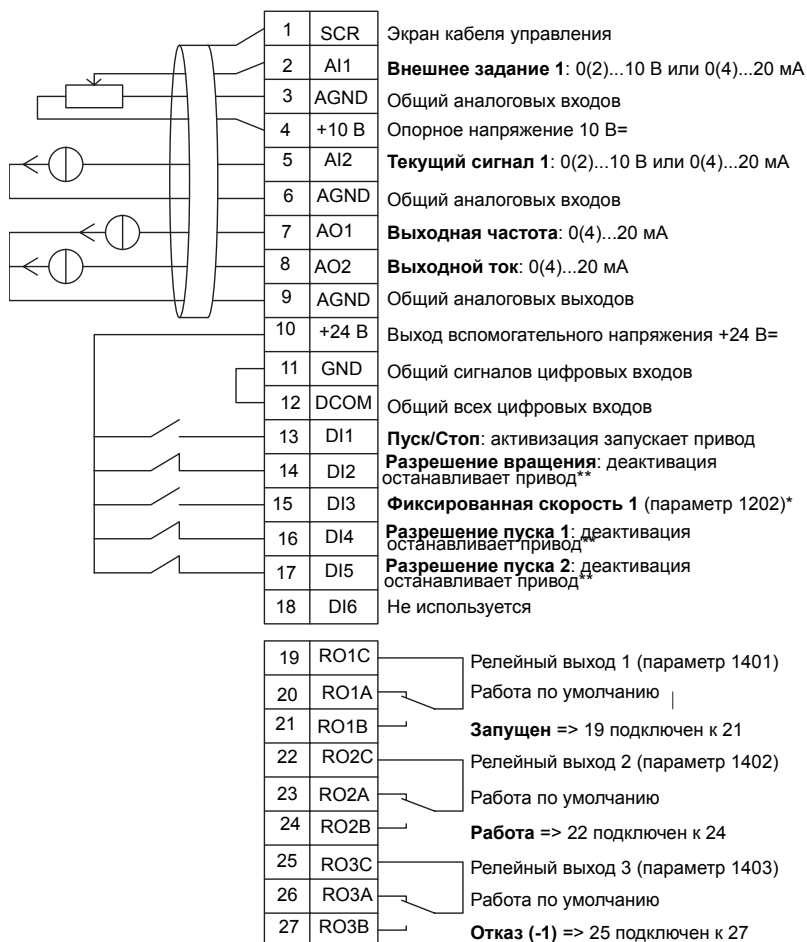 1 SCR Экран кабеля управления
2 AI1 Внешнее задание 1: 0(2)...10 В или 0(4)...20 мА
3 AGND Общий аналоговых входов
4 +10 В Опорное напряжение 10 В=
5 AI2 Текущий сигнал 1: 0(2)...10 В или 0(4)...20 мА
6 AGND Общий аналоговых входов
7 AO1 Выходная частота: 0(4)...20 мА
8 AO2 Выходной ток: 0(4)...20 мА
9 AGND Общий аналоговых выходов
10 +24 В Выход вспомогательного напряжения +24 В=
11 GND Общий сигналов цифровых входов
12 DCOM Общий всех цифровых входов
13 DI1 Пуск/Стоп: активизация запускает привод
14 DI2 Разрешение вращения: деактивация
останавливает привод**
15 DI3 Фиксированная скорость 1 (параметр 1202)*
16 DI4 Разрешение пуска 1: деактивация
останавливает привод**
17 DI5 Разрешение пуска 2: деактивация
останавливает привод**
18 DI6 Не используется
19 RO1C Релейный выход 1 (параметр 1401)
20 RO1A Работа по умолчанию
21 RO1B Запущен => 19 подключен к 21
22 RO2C Релейный выход 2 (параметр 1402)
23 RO2A Работа по умолчанию
24 RO2B Работа => 22 подключен к 24
25 RO3C Релейный выход 3 (параметр 1403)
26 RO3A Работа по умолчанию
27 RO3B Отказ (-1) => 25 подключен к 27